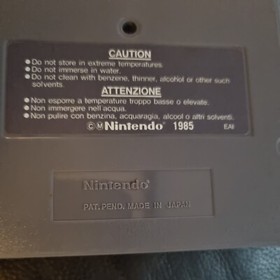 CAUTION
●Do not store in extreme temperatures.
●Do not immerse in water.
●Do not clean with benzene, thinner, alcohol or other such
solvents.
ATTENZIONE
●Non esporre a temperature troppo basse o elevate.
●Non immergere nell'acqua.
●Non pulire con benzina, acquaragia, alcool o altri solventi.
©Ⓜ Nintendo® 1985 EAI
Nintendo®
PAT. PEND. MADE IN JAPAN